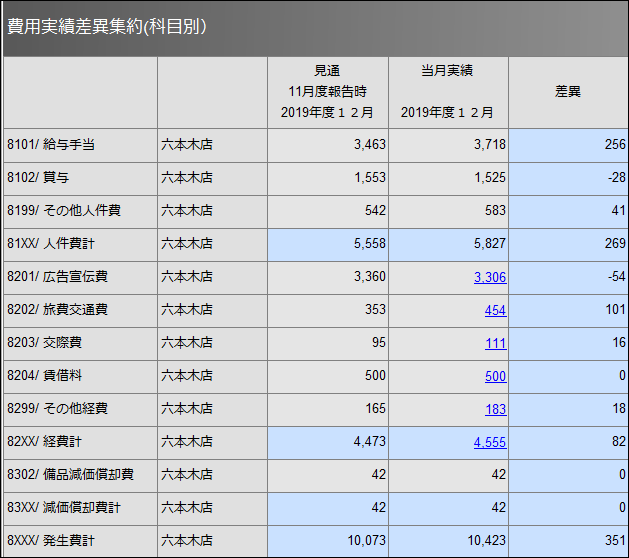 費用実績差異集約(科目別）
見通 当月実績
11月度報告時 差異
2019年度１２月 2019年度１２月
8101/ 給与手当 六本木店 3,463 3,718 256
8102/ 賞与 六本木店 1,553 1,525 -28
8199/ その他人件費 六本木店 542 583 41
81XX/ 人件費計 六本木店 5,558 5,827 269
8201/ 広告宣伝費 六本木店 3,360 3,306 -54
8202/ 旅費交通費 六本木店 353 454 101
8203/ 交際費 六本木店 95 111 16
8204/ 賃借料 六本木店 500 500 0
8299/ その他経費 六本木店 165 183 18
82XX/ 経費計 六本木店 4,473 4,555 82
8302/ 備品減価償却費 六本木店 42 42 0
83XX/ 減価償却費計 六本木店 42 42 0
8XXX/ 発生費計 六本木店 10,073 10,423 351